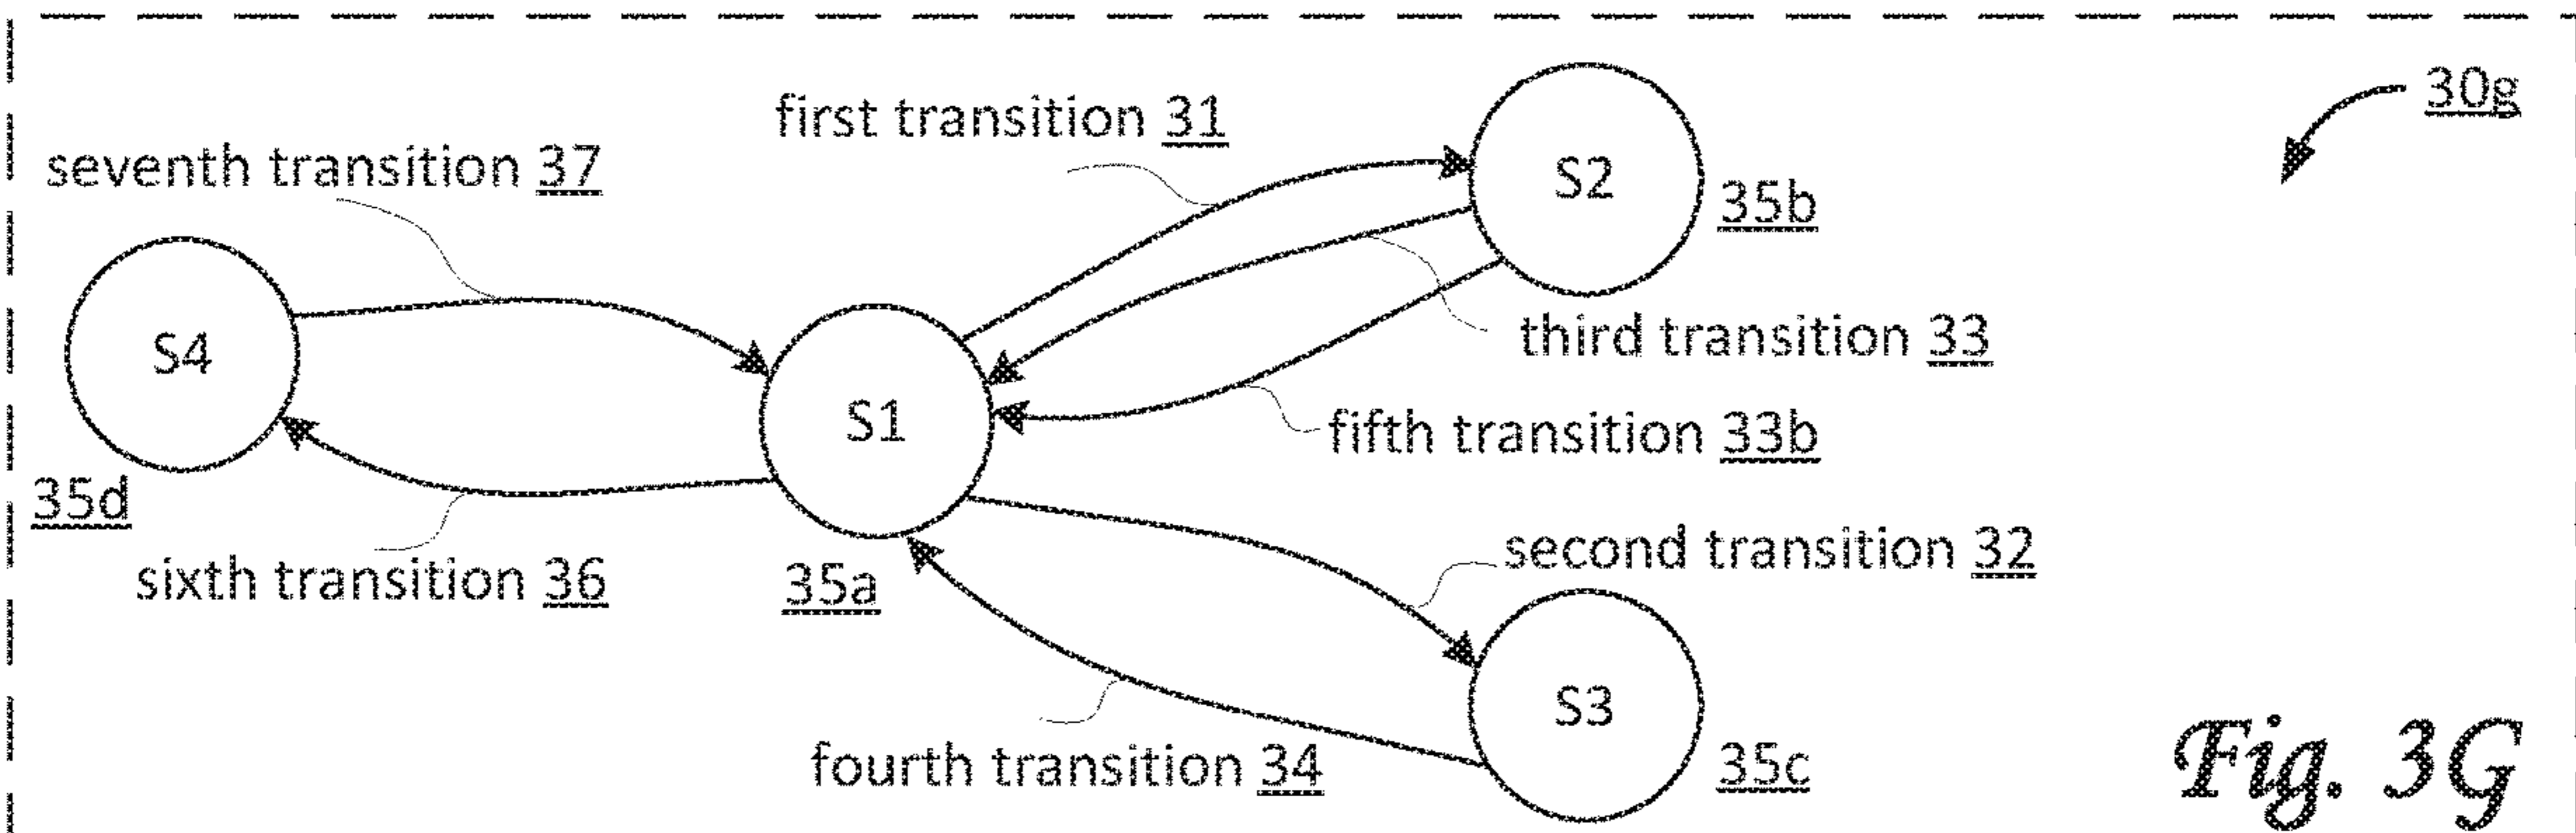 30g
first transition 31
seventh transition 37
S2
35b
third transition 33
S4
S1
fifth transition 33b
35d
35a
sixth transition 36
second transition 32
S3
fourth transition 34
35c
Fig. 3G